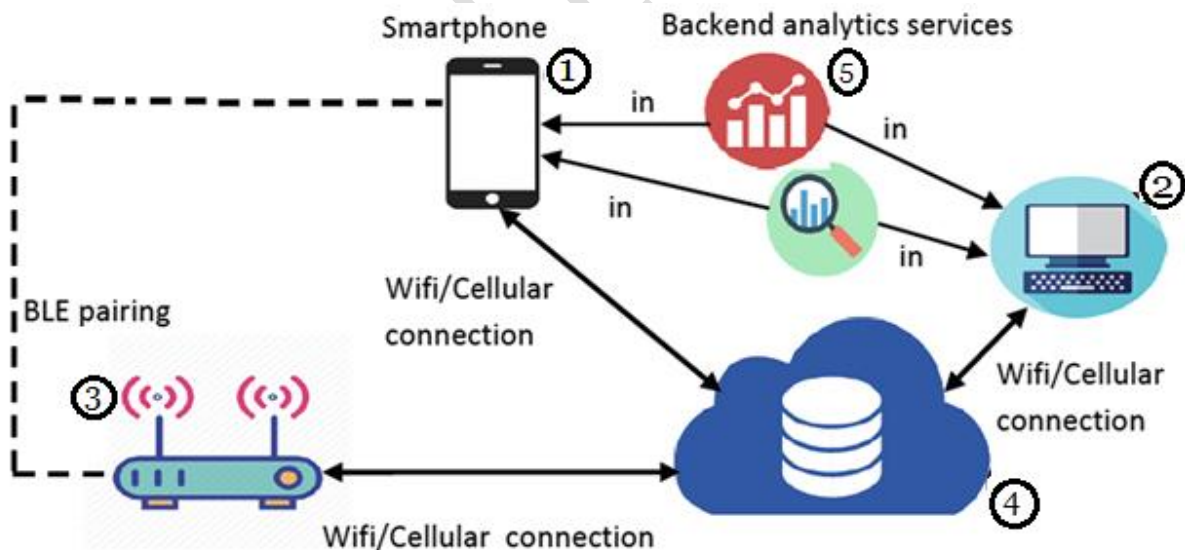 Smartphone
Backend analytics services
1
5
in
in
2
in
in
Wifi/Cellular
connection
BLE pairing
Wifi/Cellular
connection
3
4
Wifi/Cellular connection